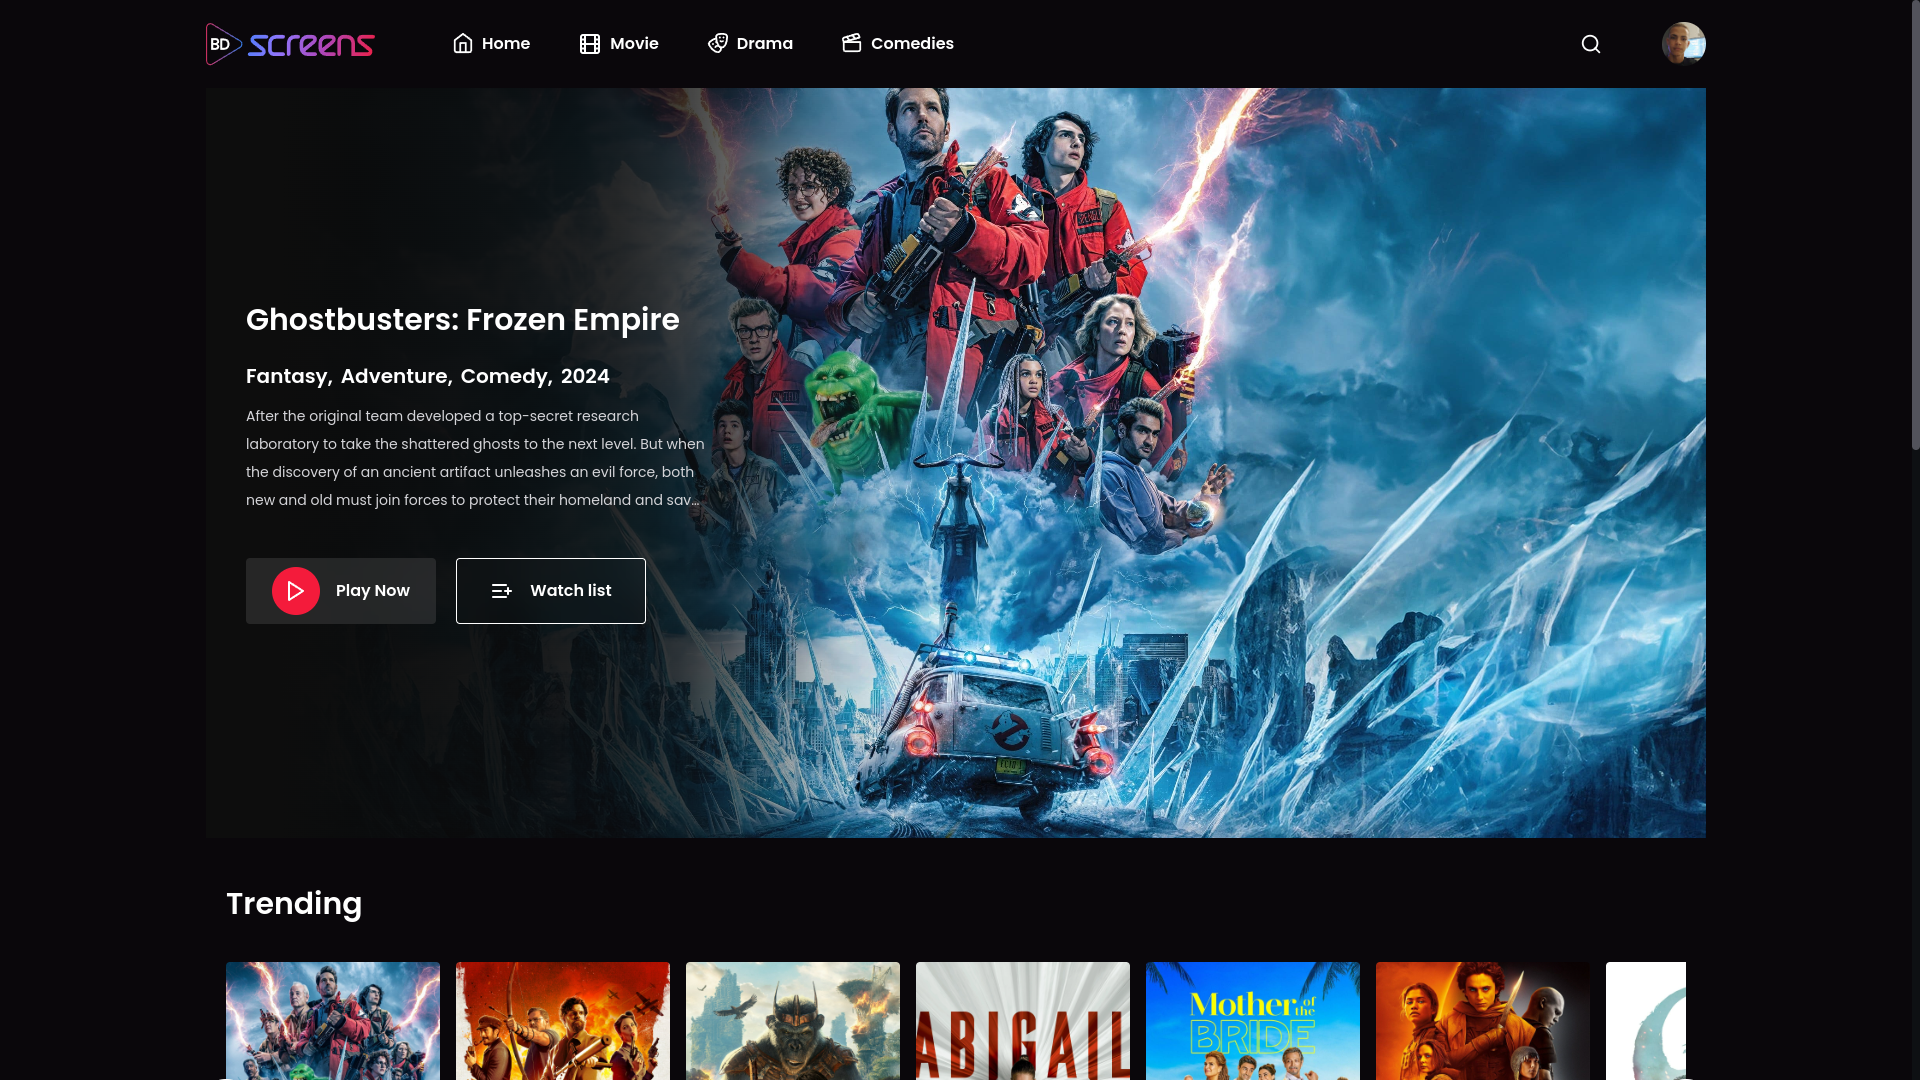 BD screens
Home
Movie
Drama
Comedies
Ghostbusters: Frozen Empire
Fantasy, Adventure, Comedy, 2024
After the original team developed a top-secret research
laboratory to take the shattered ghosts to the next level. But when
the discovery of an ancient artifact unleashes an evil force, both
new and old must join forces to protect their homeland and sav…
Play Now
Watch list
Trending
ABIGAIL
Mother of the
BRIDE